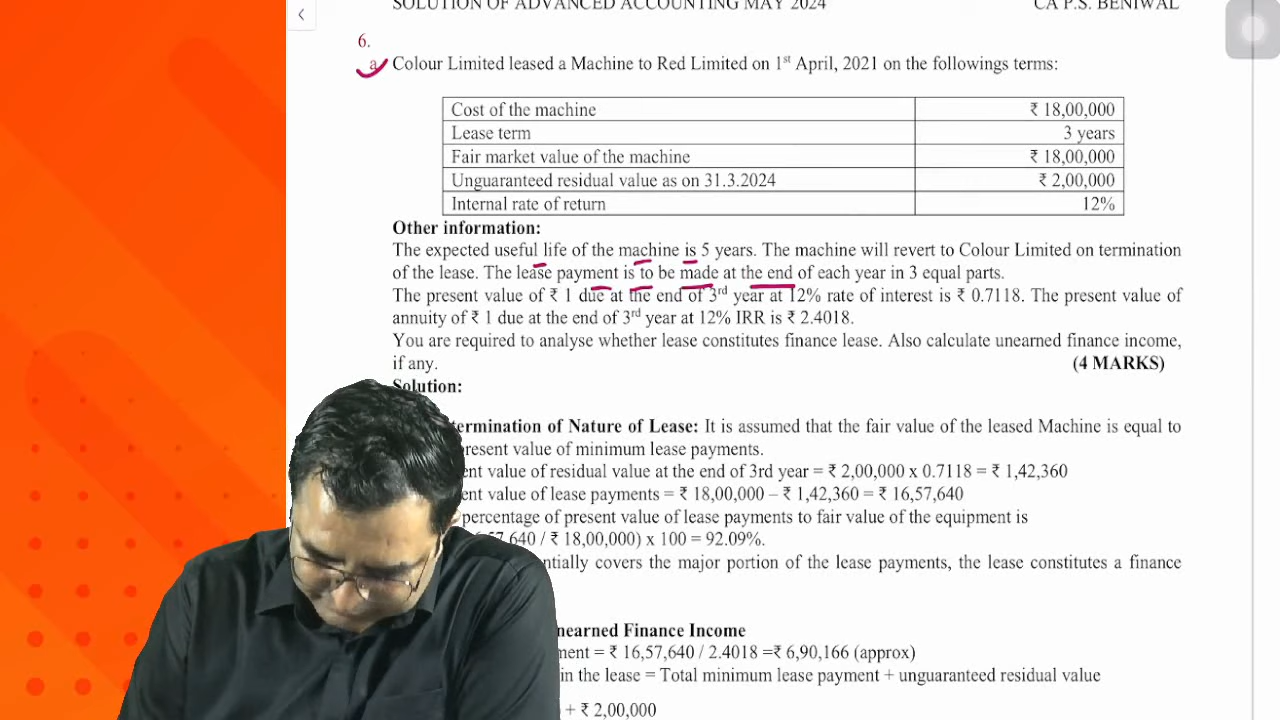 SOLUTION OF ADVANCED ACCOUNTING MAY 2024 CA P.S. BENIWAL
6.
a. Colour Limited leased a Machine to Red Limited on 1st April, 2021 on the followings terms:
Cost of the machine ₹ 18,00,000
Lease term 3 years
Fair market value of the machine ₹ 18,00,000
Unguaranteed residual value as on 31.3.2024 ₹ 2,00,000
Internal rate of return 12%
Other information:
The expected useful life of the machine is 5 years. The machine will revert to Colour Limited on termination
of the lease. The lease payment is to be made at the end of each year in 3 equal parts.
The present value of ₹ 1 due at the end of 3rd year at 12% rate of interest is ₹ 0.7118. The present value of
annuity of ₹ 1 due at the end of 3rd year at 12% IRR is ₹ 2.4018.
You are required to analyse whether lease constitutes finance lease. Also calculate unearned finance income,
if any. (4 MARKS)
Solution:
of Nature of Lease: It is assumed that the fair value of the leased Machine is equal to
value of minimum lease payments.
value of residual value at the end of 3rd year = ₹ 2,00,000 x 0.7118 = ₹ 1,42,360
value of lease payments = ₹ 18,00,000 – ₹ 1,42,360 = ₹ 16,57,640
percentage of present value of lease payments to fair value of the equipment is
/ ₹ 18,00,000) x 100 = 92.09%.
covers the major portion of the lease payments, the lease constitutes a finance
Finance Income
= ₹ 16,57,640 / 2.4018 =₹ 6,90,166 (approx)
in the lease = Total minimum lease payment + unguaranteed residual value
+ ₹ 2,00,000